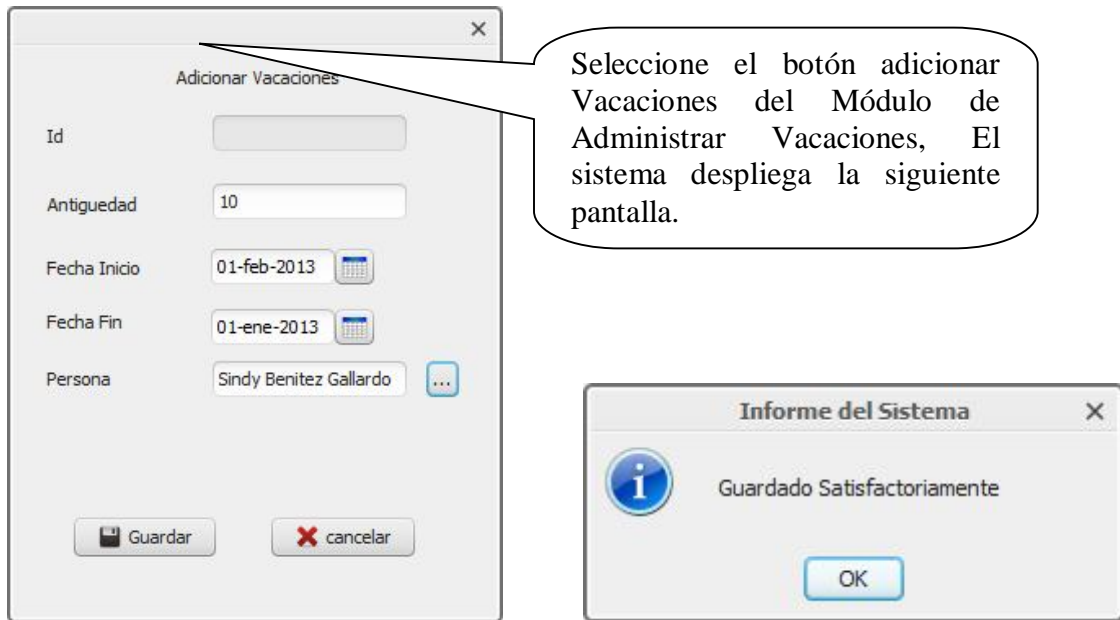 Adicionar Vacaciones
Id
Antiguedad 10
Fecha Inicio 01-feb-2013
Fecha Fin 01-ene-2013
Persona Sindy Benitez Gallardo ...
Guardar cancelar
Seleccione el botón adicionar
Vacaciones del Módulo de
Administrar Vacaciones, El
sistema despliega la siguiente
pantalla.
Informe del Sistema
Guardado Satisfactoriamente
OK